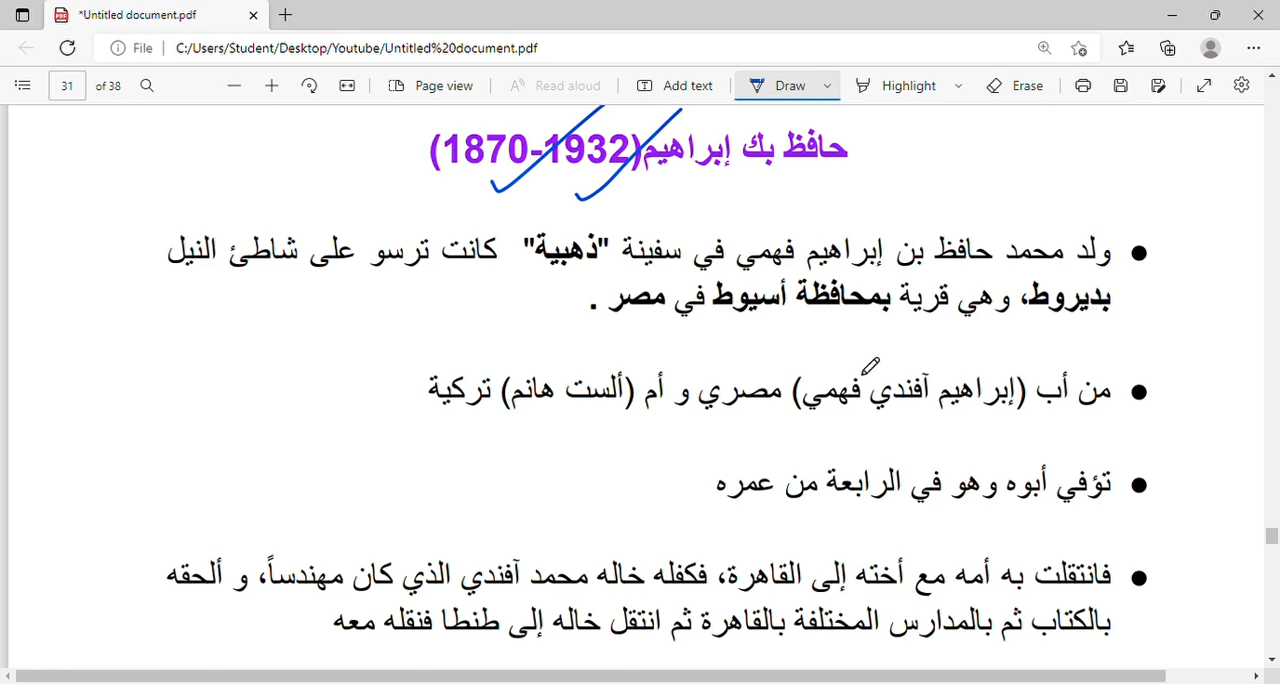 *Untitled document.pdf
File
C:/Users/Student/Desktop/Youtube/Untitled%20document.pdf
31 of 38
Page view
Read aloud
Add text
Draw
Highlight
Erase
حافظ بك إبراهيم(1932-1870)
● ولد محمد حافظ بن إبراهيم فهمي في سفينة "ذهبية" كانت ترسو على شاطئ النيل
بديروط، وهي قرية بمحافظة أسيوط في مصر .
● من أب (إبراهيم آفندي فهمي) مصري و أم (ألست هانم) تركية
● تؤفي أبوه وهو في الرابعة من عمره
● فانتقلت به أمه مع أخته إلى القاهرة، فكفله خاله محمد آفندي الذي كان مهندساً، و ألحقه
بالكتاب ثم بالمدارس المختلفة بالقاهرة ثم انتقل خاله إلى طنطا فنقله معه